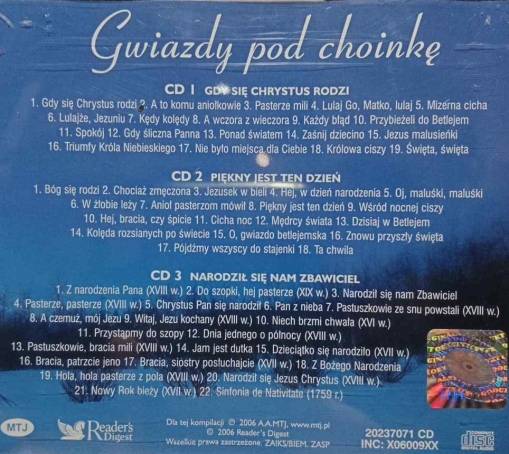 Gwiazdy pod choinkę
CD 1 GDY SIĘ CHRYSTUS RODZI
1. Gdy się Chrystus rodzi 2. A to komu aniołkowie 3. Pasterze mili 4. Lulaj Go, Matko, lulaj 5. Mizerna cicha
6. Lulajże, Jezuniu 7. Kędy kolędy 8. A wczora z wieczora 9. Każdy błąd 10. Przybieżeli do Betlejem
11. Spokój 12. Gdy śliczna Panna 13. Ponad światem 14. Zaśnij dziecino 15. Jezus malusieńki
16. Triumfy Króla Niebieskiego 17. Nie było miejsca dla Ciebie 18. Królowa ciszy 19. Święta, święta
CD 2 PIĘKNY JEST TEN DZIEŃ
1. Bóg się rodzi 2. Chociaż zmęczona 3. Jezusek w bieli 4. Hej, w dzień narodzenia 5. Oj, maluśki, maluśki
6. W żłobie leży 7. Anioł pasterzom mówił 8. Piękny jest ten dzień 9. Wśród nocnej ciszy
10. Hej, bracia, czy śpicie 11. Cicha noc 12. Mędrcy świata 13. Dzisiaj w Betlejem
14. Kolęda rozsianych po świecie 15. O, gwiazdo betlejemska 16. Znowu przyszły święta
17. Pójdźmy wszyscy do stajenki 18. Ta chwila
CD 3 NARODZIŁ SIĘ NAM ZBAWICIEL
1. Z narodzenia Pana (XVIII w.) 2. Do szopki, hej pasterze (XIX w.) 3. Narodził się nam Zbawiciel
4. Pasterze, pasterze (XVIII w.) 5. Chrystus Pan się narodził 6. Pan z nieba 7. Pastuszkowie ze snu powstali (XVIII w.)
8. A czemuż, mój Jezu 9. Witaj, Jezu kochany (XVIII w.) 10. Niech brzmi chwała (XVI w.)
11. Przystąpmy do szopy 12. Dnia jednego o północy (XVIII w.)
13. Pastuszkowie, bracia mili (XVIII w.) 14. Jam jest dutka 15. Dzieciątko się narodziło (XVII w.)
16. Bracia, patrzcie jeno 17. Bracia, siostry posłuchajcie (XVII w.) 18. Z Bożego Narodzenia
19. Hola, hola pasterze z pola (XVIII w.) 20. Narodził się Jezus Chrystus (XVIII w.)
21. Nowy Rok bieży (XVII w.) 22. Sinfonia de Nativitate (1759 r.)
MTJ
Reader's
Digest
Dla tej kompilacji ℗ 2006 A.A.MTJ, www.mtj.pl
© 2006 Reader's Digest
Wszelkie prawa zastrzeżone. ZAIKS/BIEM, ZASP
20237071 CD
INC: X06009XX